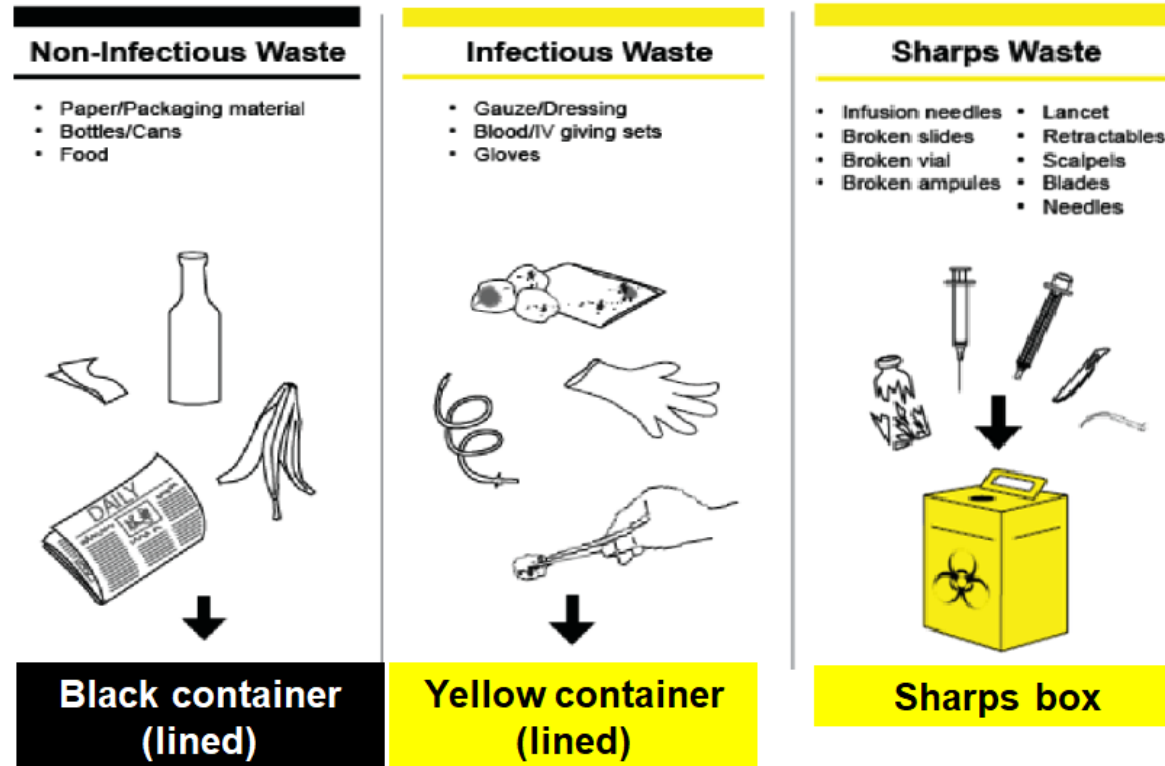 Non-Infectious Waste
• Paper/Packaging material
• Bottles/Cans
• Food
DAILY
Black container
(lined)
Infectious Waste
• Gauze/Dressing
• Blood/IV giving sets
• Gloves
Yellow container
(lined)
Sharps Waste
• Infusion needles
• Broken slides
• Broken vial
• Broken ampules
• Lancet
• Retractables
• Scalpels
• Blades
• Needles
Sharps box